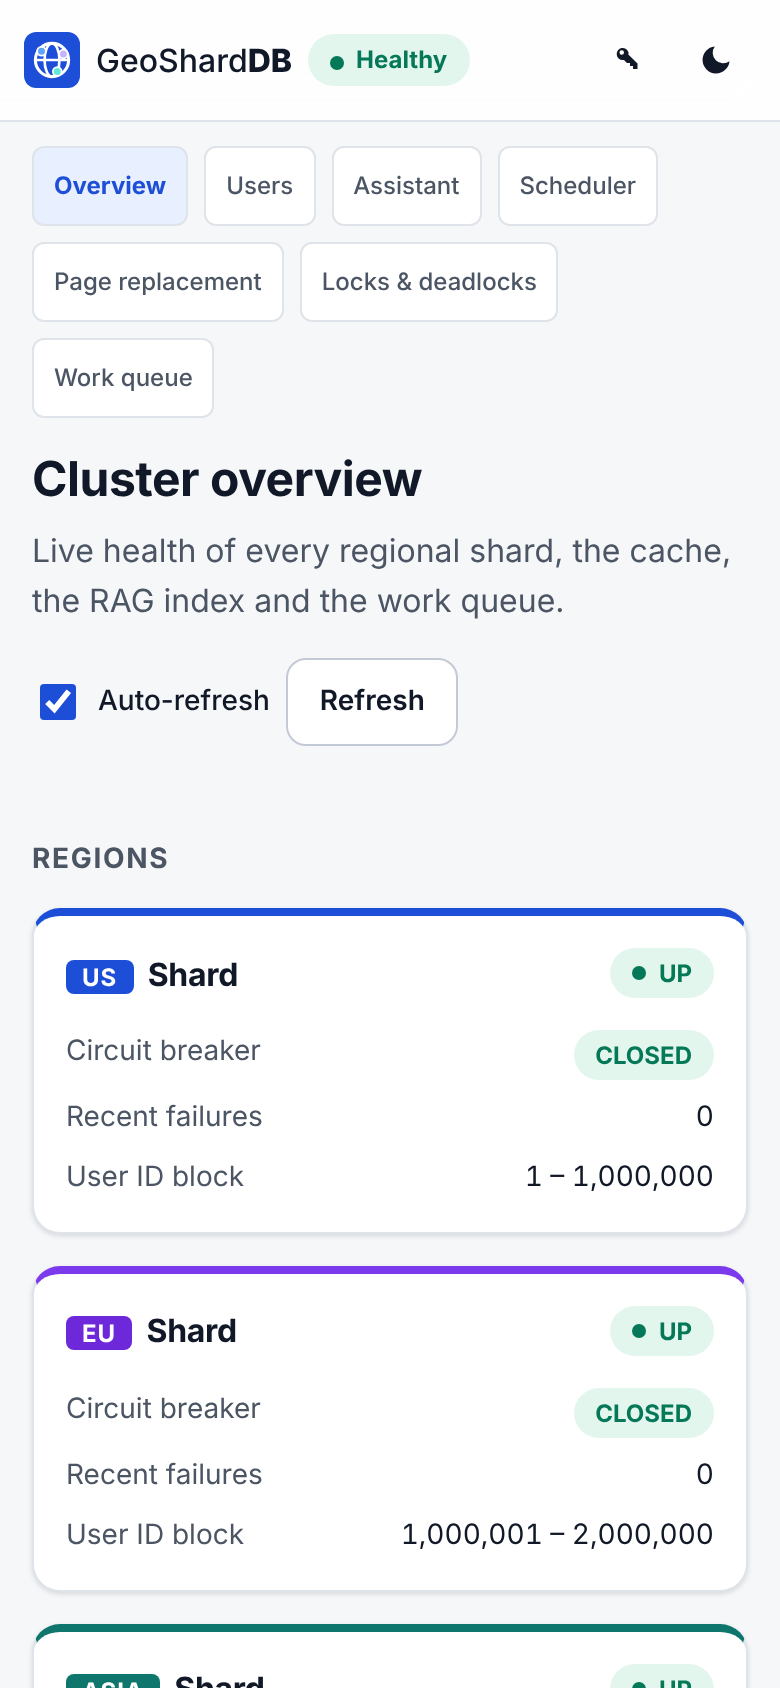 GeoShardDB Healthy
Overview Users Assistant Scheduler
Page replacement Locks & deadlocks
Work queue
Cluster overview
Live health of every regional shard, the cache,
the RAG index and the work queue.
Auto-refresh Refresh
REGIONS
US Shard UP
Circuit breaker CLOSED
Recent failures 0
User ID block 1 – 1,000,000
EU Shard UP
Circuit breaker CLOSED
Recent failures 0
User ID block 1,000,001 – 2,000,000
ASIA Shard UP